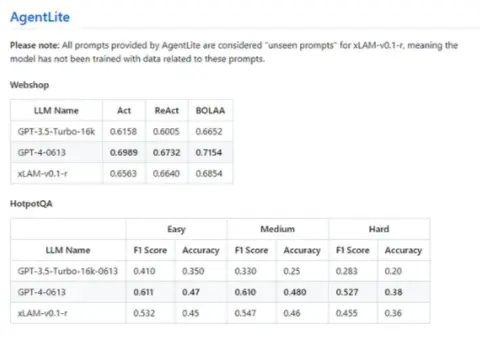 AgentLite
Please note: All prompts provided by AgentLite are considered "unseen prompts" for xLAM-v0.1-r, meaning the
model has not been trained with data related to these prompts.
Webshop
LLM Name Act ReAct BOLAA
GPT-3.5-Turbo-16k 0.6158 0.6005 0.6652
GPT-4-0613 0.6989 0.6732 0.7154
xLAM-v0.1-r 0.6563 0.6640 0.6854
HotpotQA
Easy Medium Hard
LLM Name F1 Score Accuracy F1 Score Accuracy F1 Score Accuracy
GPT-3.5-Turbo-16k-0613 0.410 0.350 0.330 0.25 0.283 0.20
GPT-4-0613 0.611 0.47 0.610 0.480 0.527 0.38
xLAM-v0.1-r 0.532 0.45 0.547 0.46 0.455 0.36